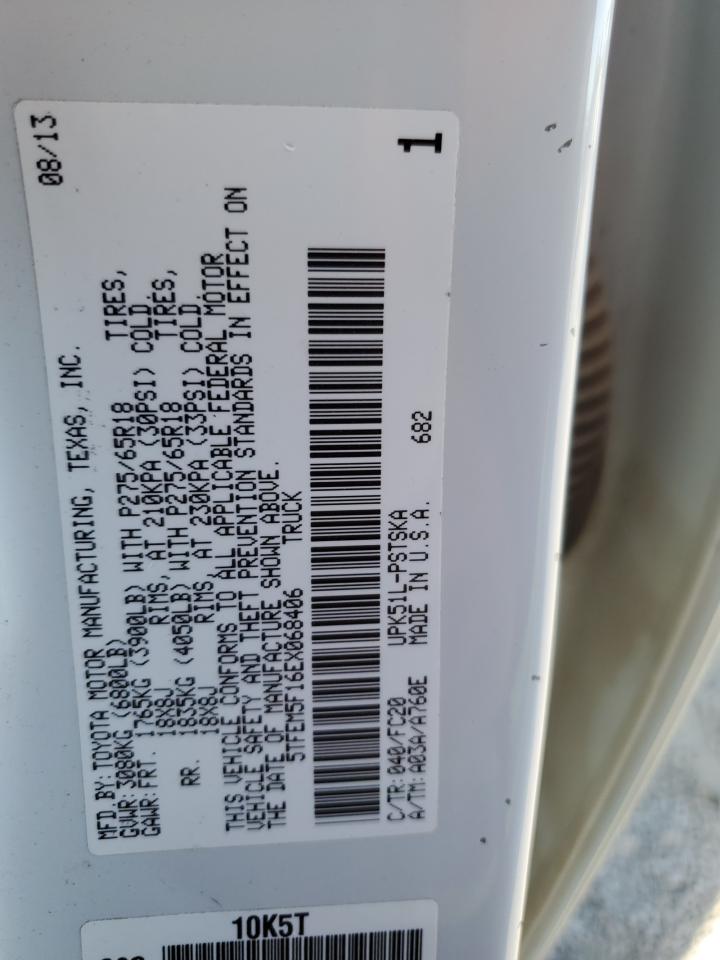 MFD.BY: TOYOTA MOTOR MANUFACTURING, TEXAS, INC. 08/13
GVWR: 3080KG (6800LB)
GAWR: FRT. 1765KG (3900LB) WITH P275/65R18 TIRES,
18X8J RIMS, AT 210KPA (30PSI) COLD.
RR. 1835KG (4050LB) WITH P275/65R18 TIRES,
18X8J RIMS, AT 230KPA (33PSI) COLD.
THIS VEHICLE CONFORMS TO ALL APPLICABLE FEDERAL MOTOR
VEHICLE SAFETY AND THEFT PREVENTION STANDARDS IN EFFECT ON
THE DATE OF MANUFACTURE SHOWN ABOVE.
5TFEM5F16EX068406 TRUCK
C/TR: 040/FC20 UPK51L-PSTSKA 682
A/TM: A03A/A760E MADE IN U.S.A. 1
10K5T